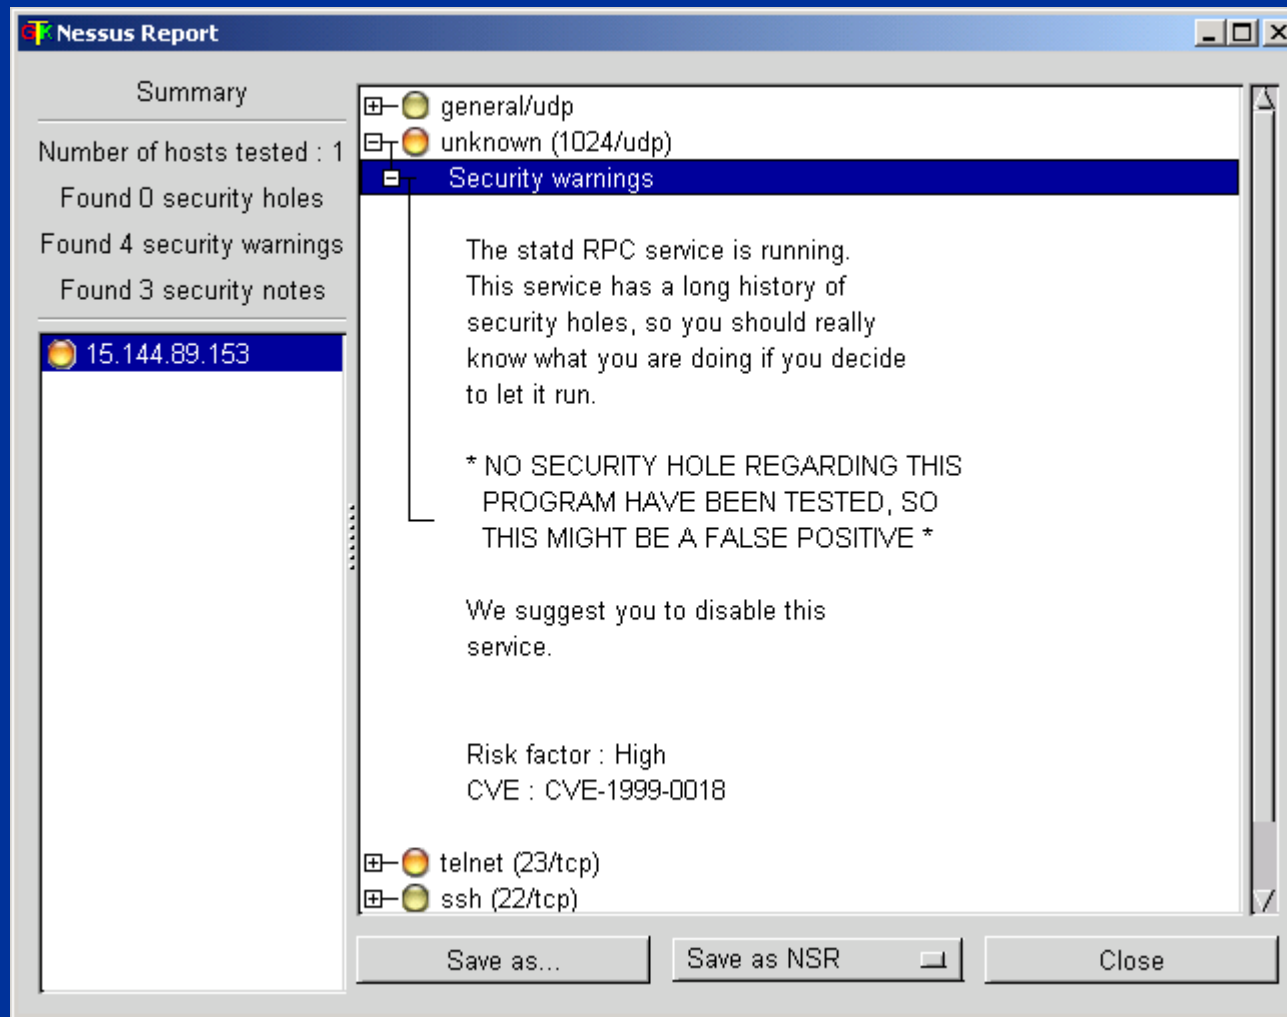 GTK Nessus Report
Summary
Number of hosts tested : 1
Found 0 security holes
Found 4 security warnings
Found 3 security notes
15.144.89.153
general/udp
unknown (1024/udp)
Security warnings
The statd RPC service is running.
This service has a long history of
security holes, so you should really
know what you are doing if you decide
to let it run.
* NO SECURITY HOLE REGARDING THIS
PROGRAM HAVE BEEN TESTED, SO
THIS MIGHT BE A FALSE POSITIVE *
We suggest you to disable this
service.
Risk factor : High
CVE : CVE-1999-0018
telnet (23/tcp)
ssh (22/tcp)
Save as...
Save as NSR
Close